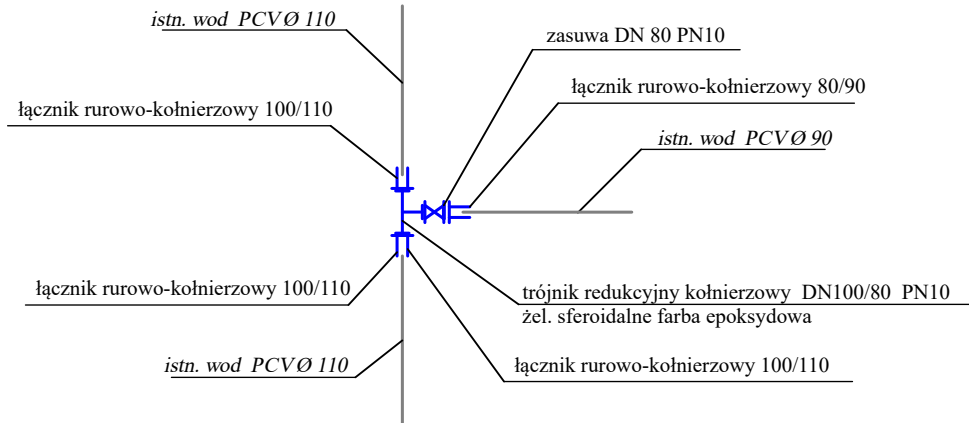 istn. wod PCV Ø 110
zasuwa DN 80 PN10
łącznik rurowo-kołnierzowy 80/90
łącznik rurowo-kołnierzowy 100/110
istn. wod PCV Ø 90
łącznik rurowo-kołnierzowy 100/110
trójnik redukcyjny kołnierzowy DN100/80 PN10
żel. sferoidalne farba epoksydowa
istn. wod PCV Ø 110
łącznik rurowo-kołnierzowy 100/110